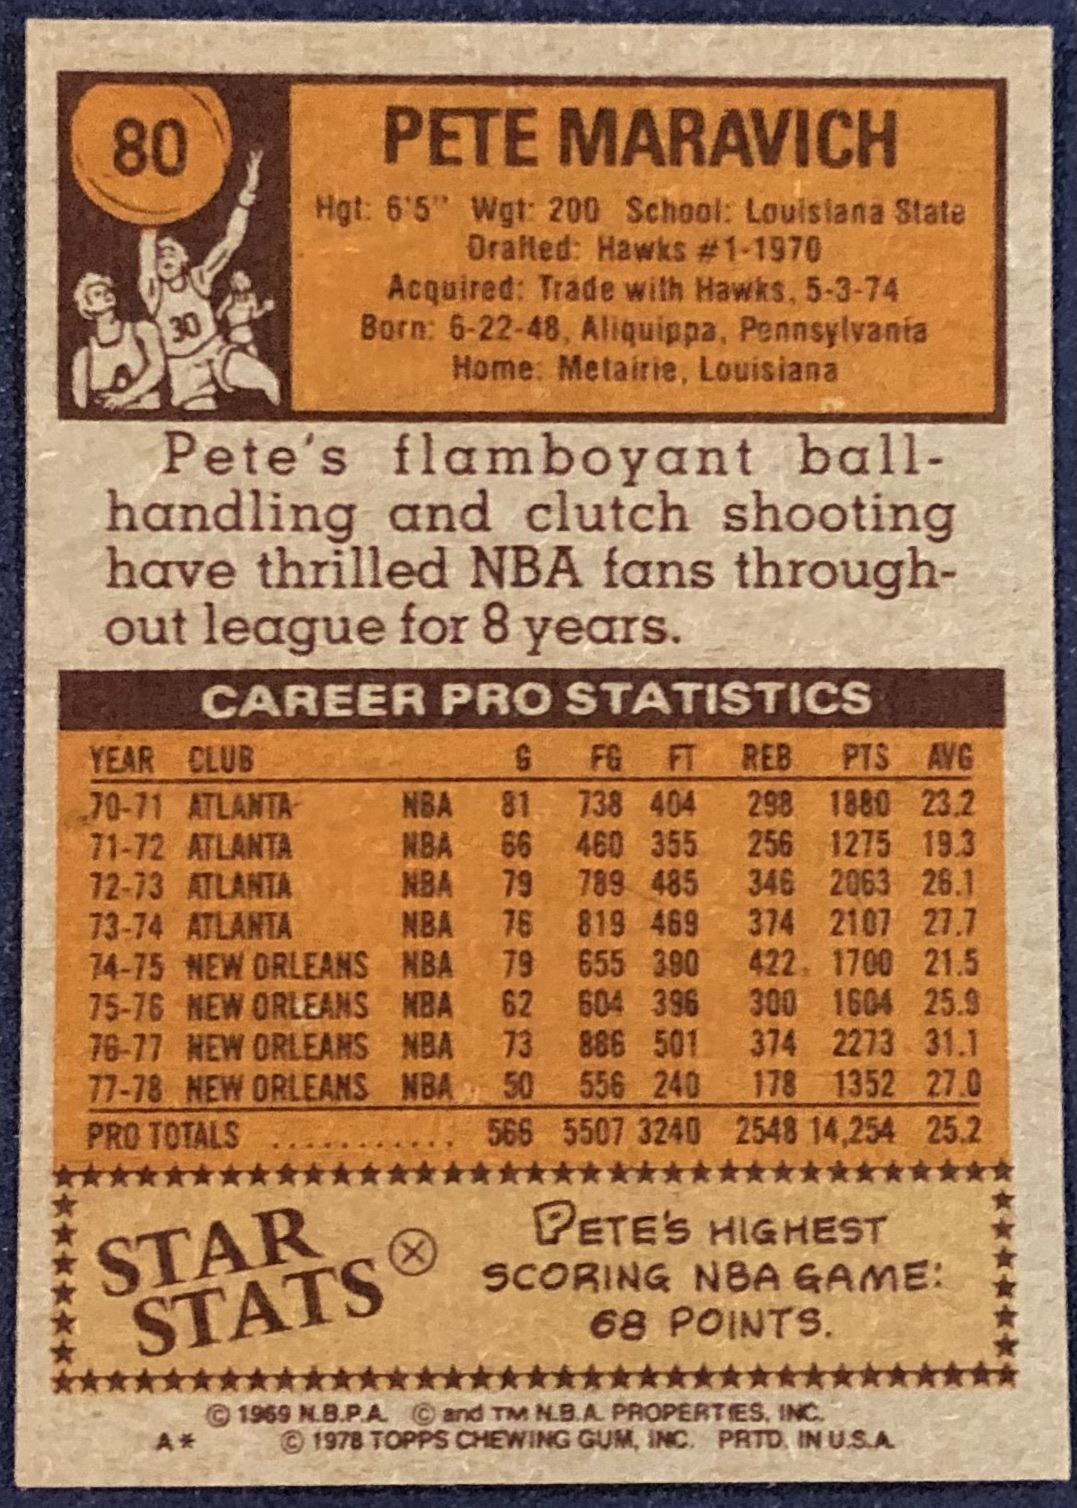 80
PETE MARAVICH
Hgt: 6'5" Wgt: 200 School: Louisiana State
Drafted: Hawks #1-1970
Acquired: Trade with Hawks, 5-3-74
Born: 6-22-48, Aliquippa, Pennsylvania
Home: Metairie, Louisiana
30
Pete's flamboyant ball-
handling and clutch shooting
have thrilled NBA fans through-
out league for 8 years.
CAREER PRO STATISTICS
YEAR CLUB G FG FT REB PTS AVG
70-71 ATLANTA NBA 81 738 404 298 1880 23.2
71-72 ATLANTA NBA 66 460 355 256 1275 19.3
72-73 ATLANTA NBA 79 789 485 346 2063 26.1
73-74 ATLANTA NBA 76 819 469 374 2107 27.7
74-75 NEW ORLEANS NBA 79 655 390 422 1700 21.5
75-76 NEW ORLEANS NBA 62 604 396 300 1604 25.9
76-77 NEW ORLEANS NBA 73 886 501 374 2273 31.1
77-78 NEW ORLEANS NBA 50 556 240 178 1352 27.0
PRO TOTALS ........... 566 5507 3240 2548 14,254 25.2
STAR
STATS
PETE'S HIGHEST
SCORING NBA GAME:
68 POINTS.
© 1969 N.B.P.A. © and TM N.B.A. PROPERTIES, INC.
A* © 1978 TOPPS CHEWING GUM, INC. PRTD. IN U.S.A.